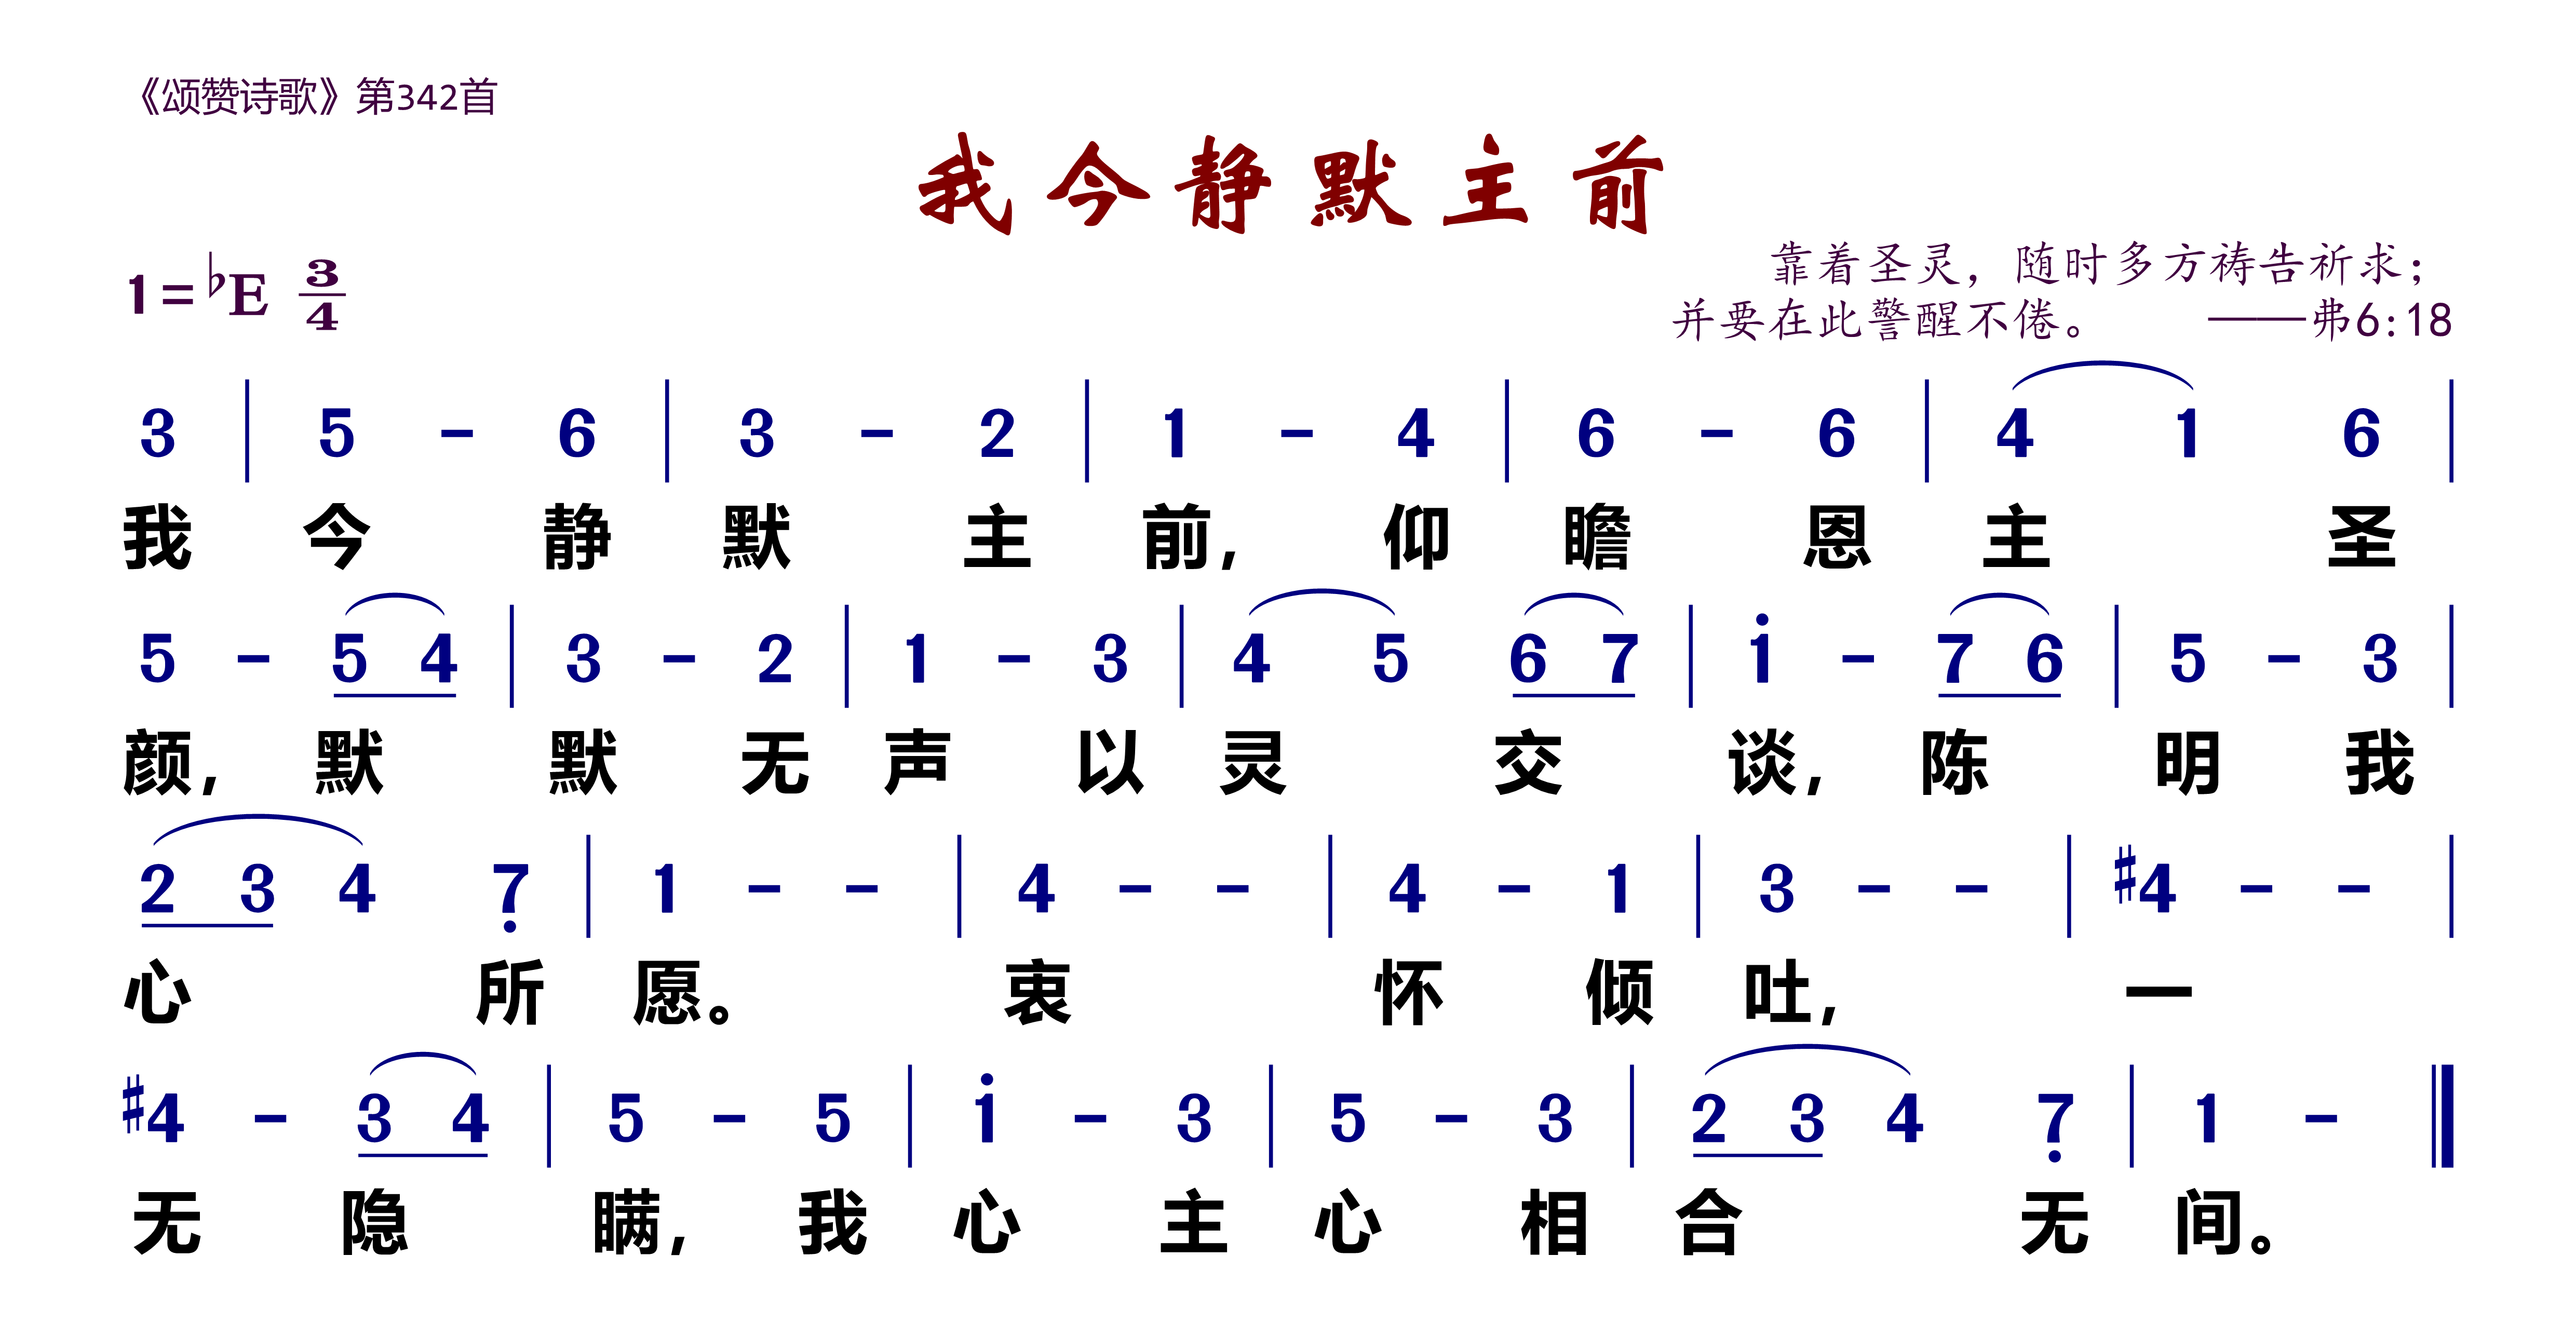 《颂赞诗歌》第342首
我今静默主前
1=♭E 3/4
靠着圣灵，随时多方祷告祈求；
并要在此警醒不倦。 ——弗6:18
3 | 5 - 6 | 3 - 2 | 1 - 4 | 6 - 6 | 4 1 6 |
我 今 静 默 主 前， 仰 瞻 恩 主 圣
5 - 5 4 | 3 - 2 | 1 - 3 | 4 5 6 7 | i - 7 6 | 5 - 3 |
颜， 默 默 无 声 以 灵 交 谈， 陈 明 我
2 3 4 7̣ | 1 - - | 4 - - | 4 - 1 | 3 - - | #4 - - |
心 所 愿。 衷 怀 倾 吐， 一
#4 - 3 4 | 5 - 5 | i - 3 | 5 - 3 | 2 3 4 7̣ | 1 - ‖
无 隐 瞒， 我 心 主 心 相 合 无 间。